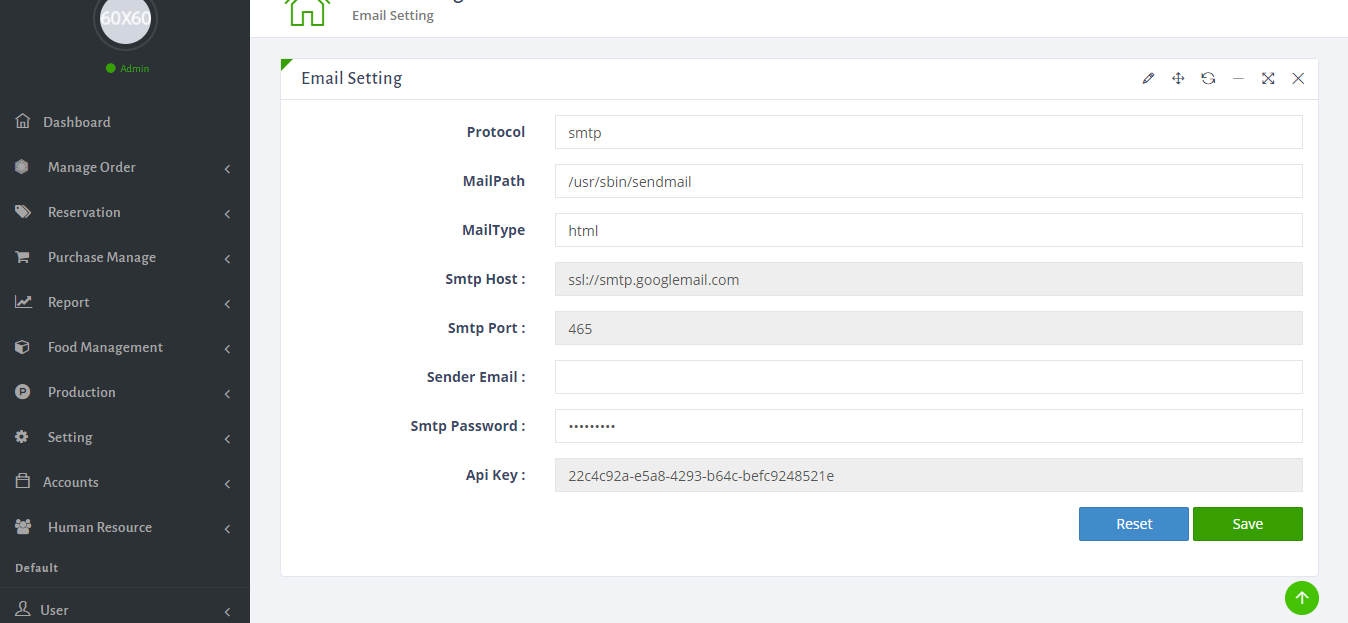 60X60
Admin
Dashboard
Manage Order
Reservation
Purchase Manage
Report
Food Management
Production
Setting
Accounts
Human Resource
Default
User
Email Setting
Email Setting
Protocol smtp
MailPath /usr/sbin/sendmail
MailType html
Smtp Host : ssl://smtp.googlemail.com
Smtp Port : 465
Sender Email :
Smtp Password : •••••••••
Api Key : 22c4c92a-e5a8-4293-b64c-befc9248521e
Reset Save